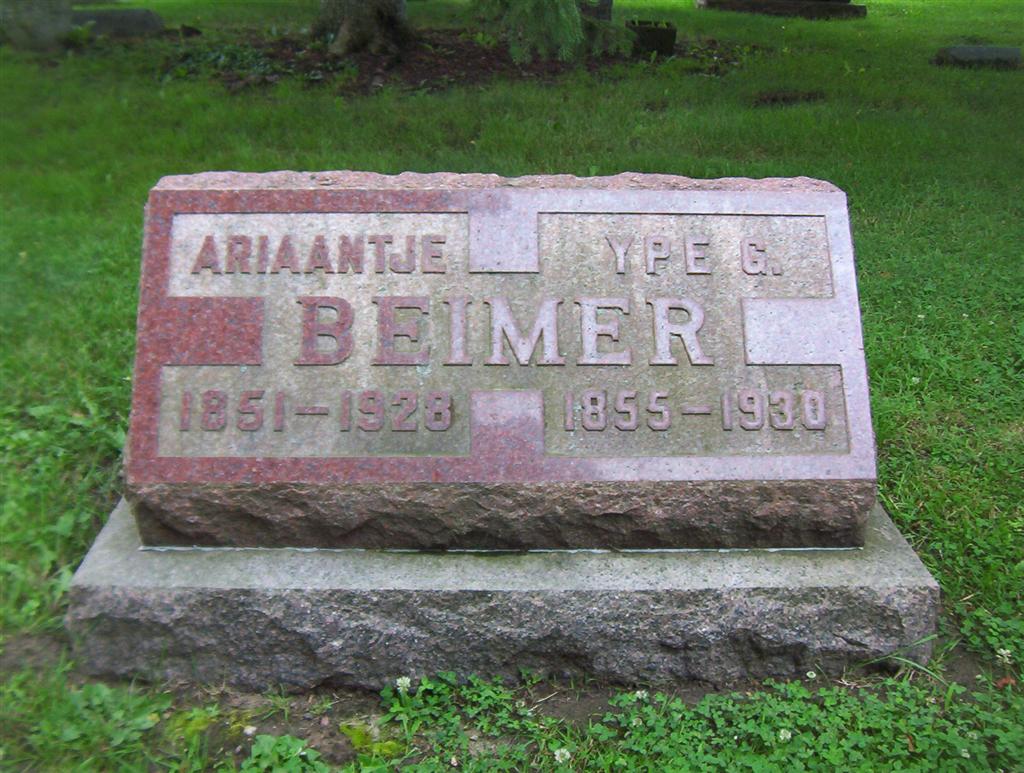 ARIAANTJE YPE G.
BEIMER
1851-1928 1855-1930